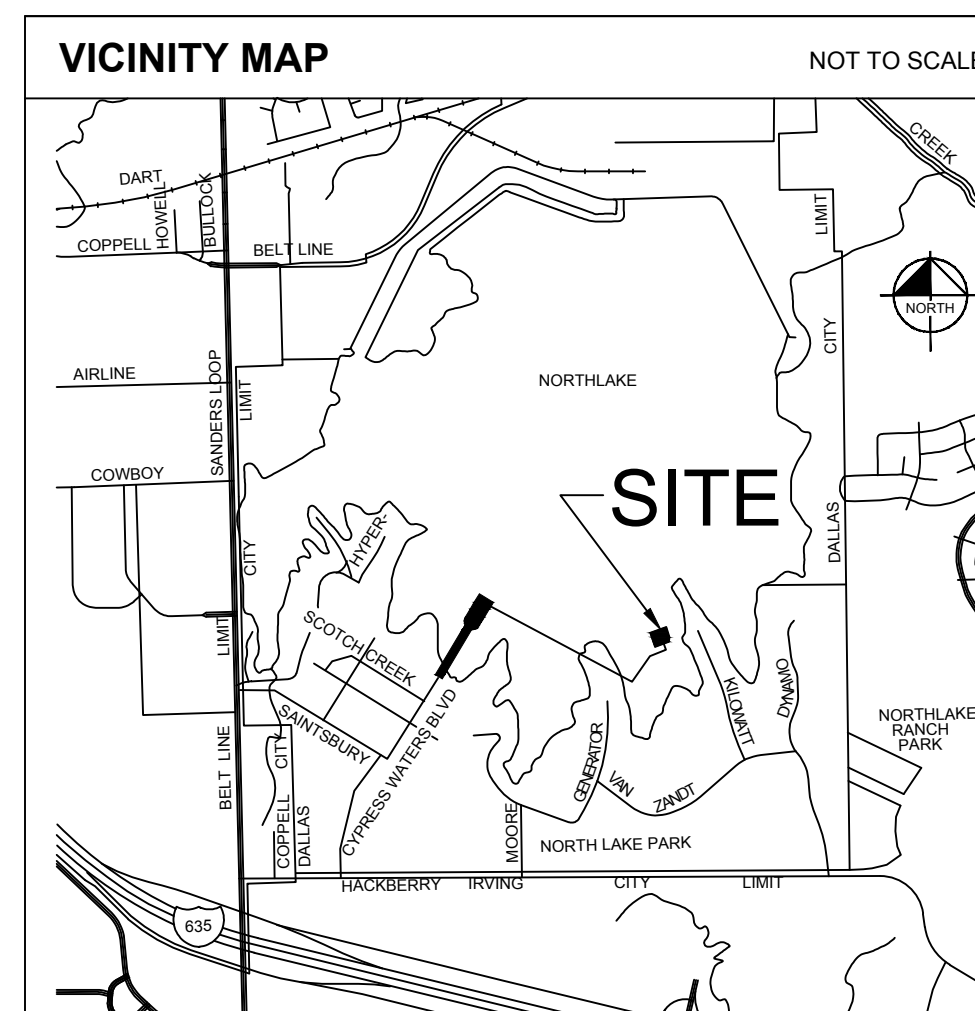 VICINITY MAP
NOT TO SCALE
CREEK
DART
HOWELL
BULLOCK
LIMIT
COPPELL
BELT LINE
NORTH
CITY
AIRLINE
SANDERS LOOP
LIMIT
NORTHLAKE
COWBOY
SITE
HYPER-
DALLAS
CITY
SCOTCH CREEK
LIMIT
KILOWATT
DYNAMO
SAINTSBURY
CYPRESS WATERS BLVD
NORTHLAKE
RANCH
PARK
GENERATOR
BELT LINE
CITY
VAN ZANDT
COPPELL
DALLAS
MOORE
NORTH LAKE PARK
HACKBERRY
IRVING
CITY
LIMIT
635